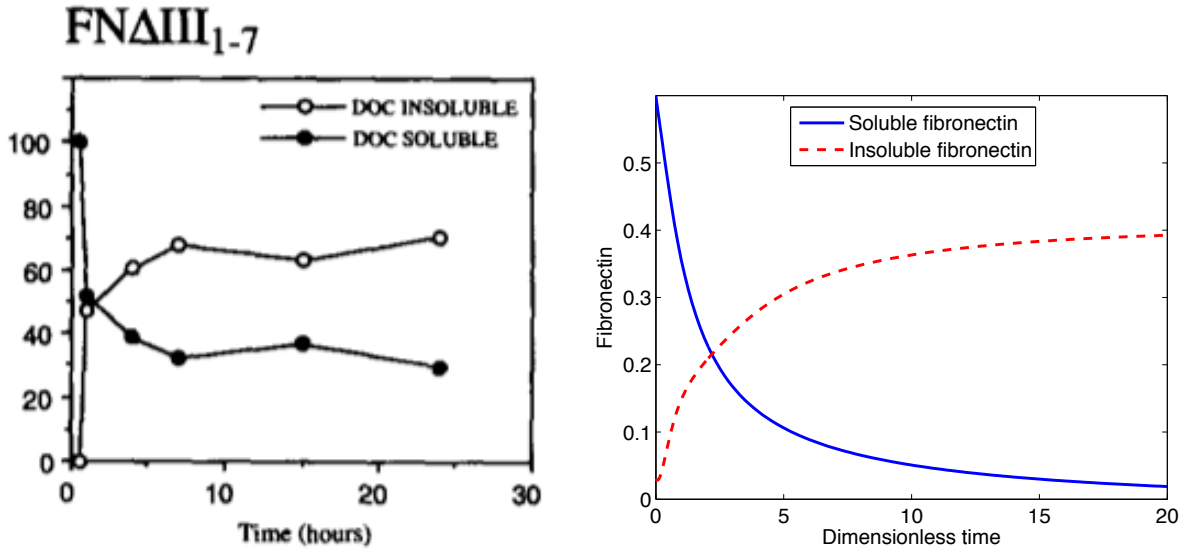 FNΔIII1-7
DOC INSOLUBLE
DOC SOLUBLE
100
80
60
40
20
0
0 10 20 30
Time (hours)
Soluble fibronectin
Insoluble fibronectin
Fibronectin
0.5
0.4
0.3
0.2
0.1
0
0 5 10 15 20
Dimensionless time